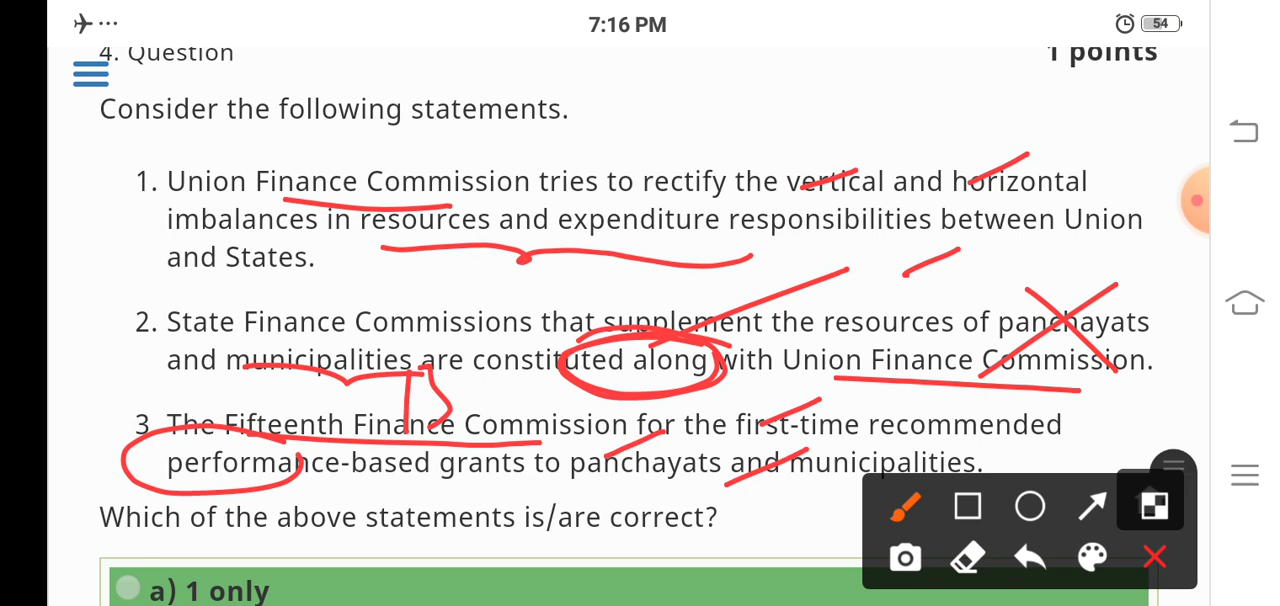 7:16 PM
54
4. Question
1 points
Consider the following statements.
1. Union Finance Commission tries to rectify the vertical and horizontal
imbalances in resources and expenditure responsibilities between Union
and States.
2. State Finance Commissions that supplement the resources of panchayats
and municipalities are constituted along with Union Finance Commission.
3. The Fifteenth Finance Commission for the first-time recommended
performance-based grants to panchayats and municipalities.
Which of the above statements is/are correct?
a) 1 only